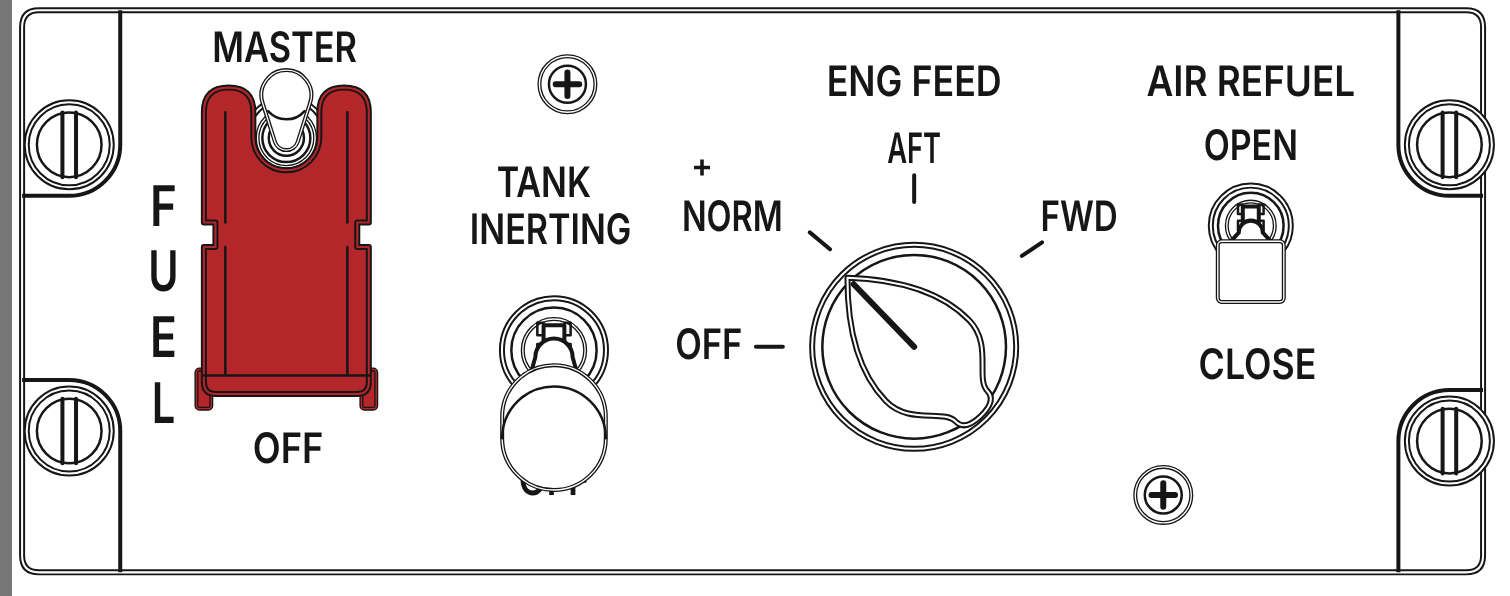 MASTER
FUEL
OFF
TANK
INERTING
ENG FEED
AFT
+
NORM
FWD
OFF
AIR REFUEL
OPEN
CLOSE